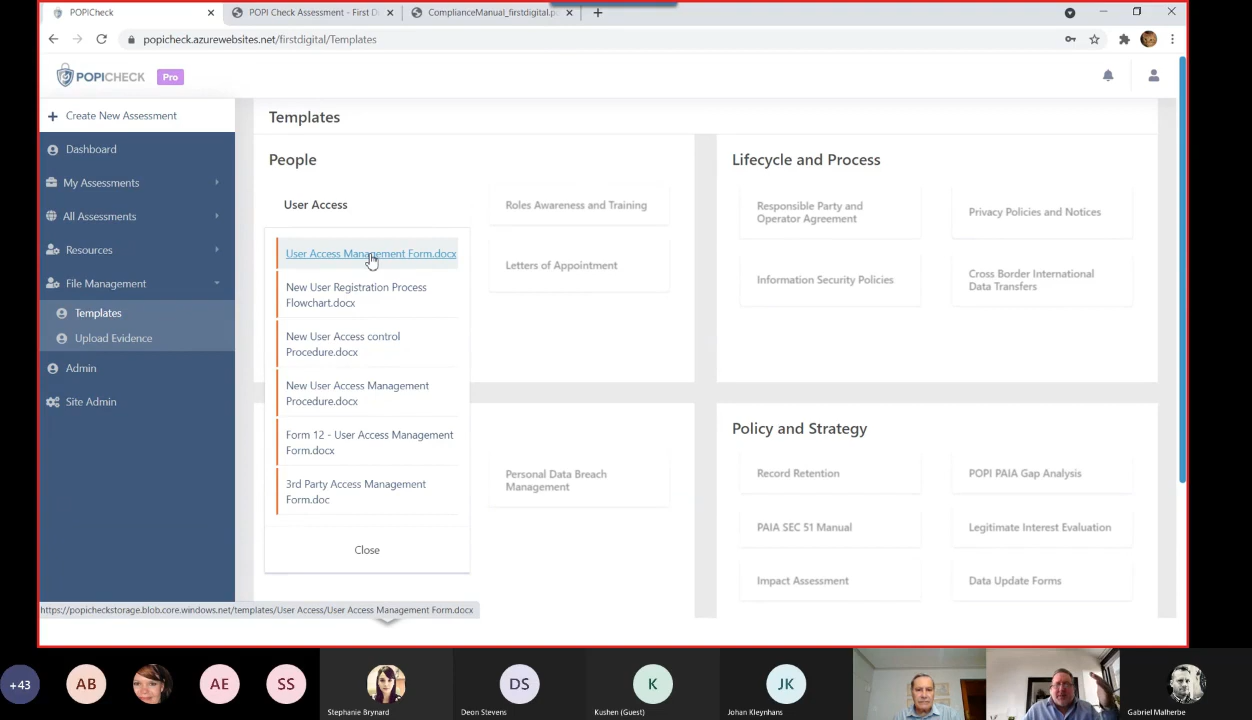 POPICheck
POPI Check Assessment - First D
ComplianceManual_firstdigital.p
popicheck.azurewebsites.net/firstdigital/Templates
POPICHECK
Pro
Create New Assessment
Dashboard
My Assessments
All Assessments
Resources
File Management
Templates
Upload Evidence
Admin
Site Admin
Templates
People
User Access
User Access Management Form.docx
New User Registration Process
Flowchart.docx
New User Access control
Procedure.docx
New User Access Management
Procedure.docx
Form 12 - User Access Management
Form.docx
3rd Party Access Management
Form.doc
Close
Roles Awareness and Training
Letters of Appointment
Lifecycle and Process
Responsible Party and
Operator Agreement
Privacy Policies and Notices
Information Security Policies
Cross Border International
Data Transfers
Personal Data Breach
Management
Policy and Strategy
Record Retention
POPI PAIA Gap Analysis
PAIA SEC 51 Manual
Legitimate Interest Evaluation
Impact Assessment
Data Update Forms
https://popicheckstorage.blob.core.windows.net/templates/User Access/User Access Management Form.docx
+43
AB
AE
SS
Stephanie Brynard
DS
Deon Stevens
K
Kushen (Guest)
JK
Johan Kleynhans
Gabriel Malherbe